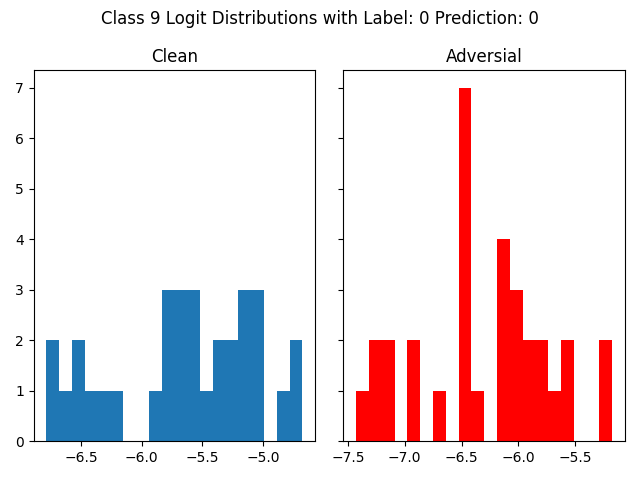 Class 9 Logit Distributions with Label: 0 Prediction: 0
Clean
Adversial
7
6
5
4
3
2
1
0
−6.5 −6.0 −5.5 −5.0
−7.5 −7.0 −6.5 −6.0 −5.5